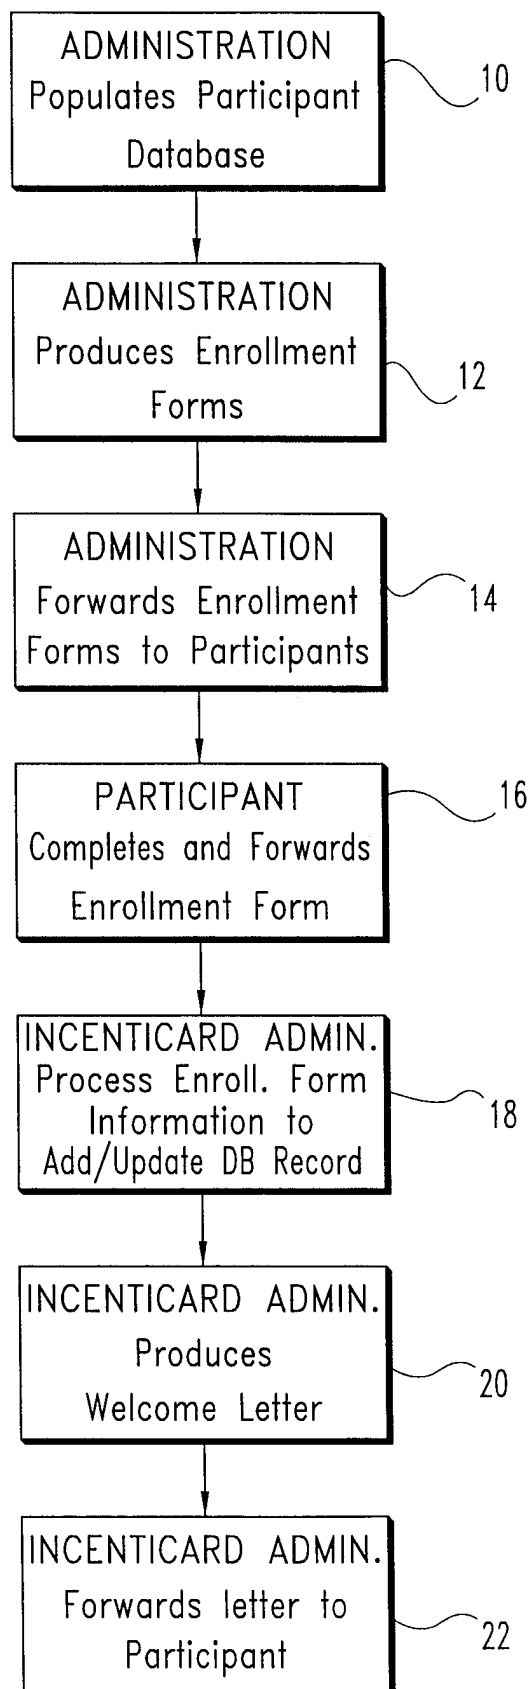 ADMINISTRATION
Populates Participant
Database
10
ADMINISTRATION
Produces Enrollment
Forms
12
ADMINISTRATION
Forwards Enrollment
Forms to Participants
14
PARTICIPANT
Completes and Forwards
Enrollment Form
16
INCENTICARD ADMIN.
Process Enroll. Form
Information to
Add/Update DB Record
18
INCENTICARD ADMIN.
Produces
Welcome Letter
20
INCENTICARD ADMIN.
Forwards letter to
Participant
22